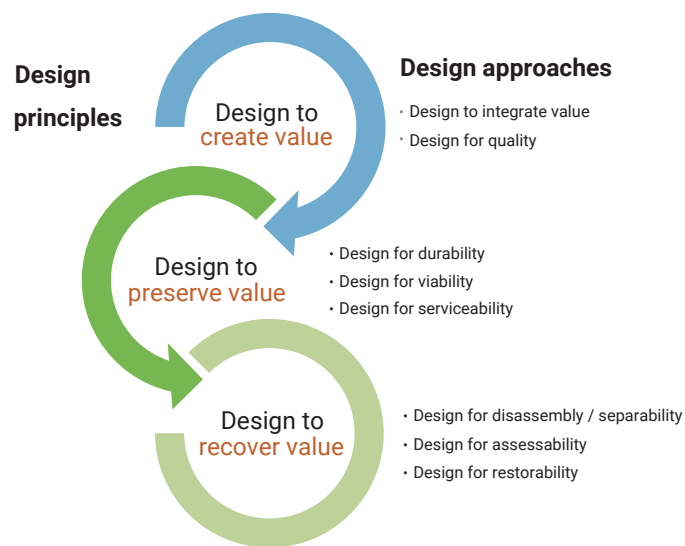 Design
principles
Design approaches
Design to
create value
• Design to integrate value
• Design for quality
Design to
preserve value
• Design for durability
• Design for viability
• Design for serviceability
Design to
recover value
• Design for disassembly / separability
• Design for assessability
• Design for restorability